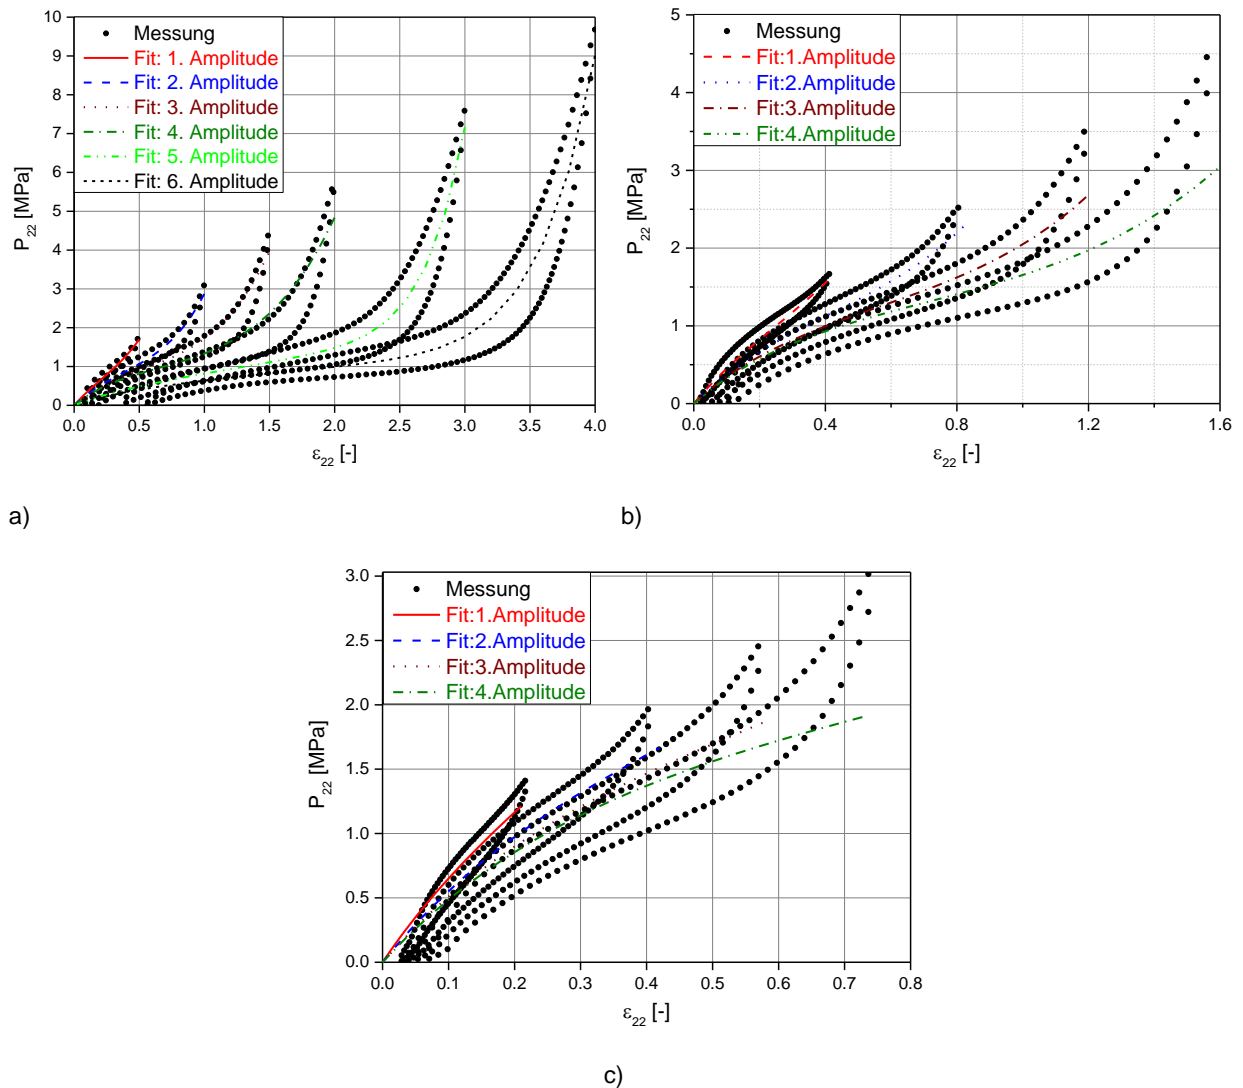 10
9
8
7
6
5
4
3
2
1
0
P22 [MPa]
Messung
Fit: 1. Amplitude
Fit: 2. Amplitude
Fit: 3. Amplitude
Fit: 4. Amplitude
Fit: 5. Amplitude
Fit: 6. Amplitude
0.0 0.5 1.0 1.5 2.0 2.5 3.0 3.5 4.0
ε22 [-]
a)
5
4
3
2
1
0
P22 [MPa]
Messung
Fit:1.Amplitude
Fit:2.Amplitude
Fit:3.Amplitude
Fit:4.Amplitude
0.0 0.4 0.8 1.2 1.6
ε22 [-]
b)
3.0
2.5
2.0
1.5
1.0
0.5
0.0
P22 [MPa]
Messung
Fit:1.Amplitude
Fit:2.Amplitude
Fit:3.Amplitude
Fit:4.Amplitude
0.0 0.1 0.2 0.3 0.4 0.5 0.6 0.7 0.8
ε22 [-]
c)